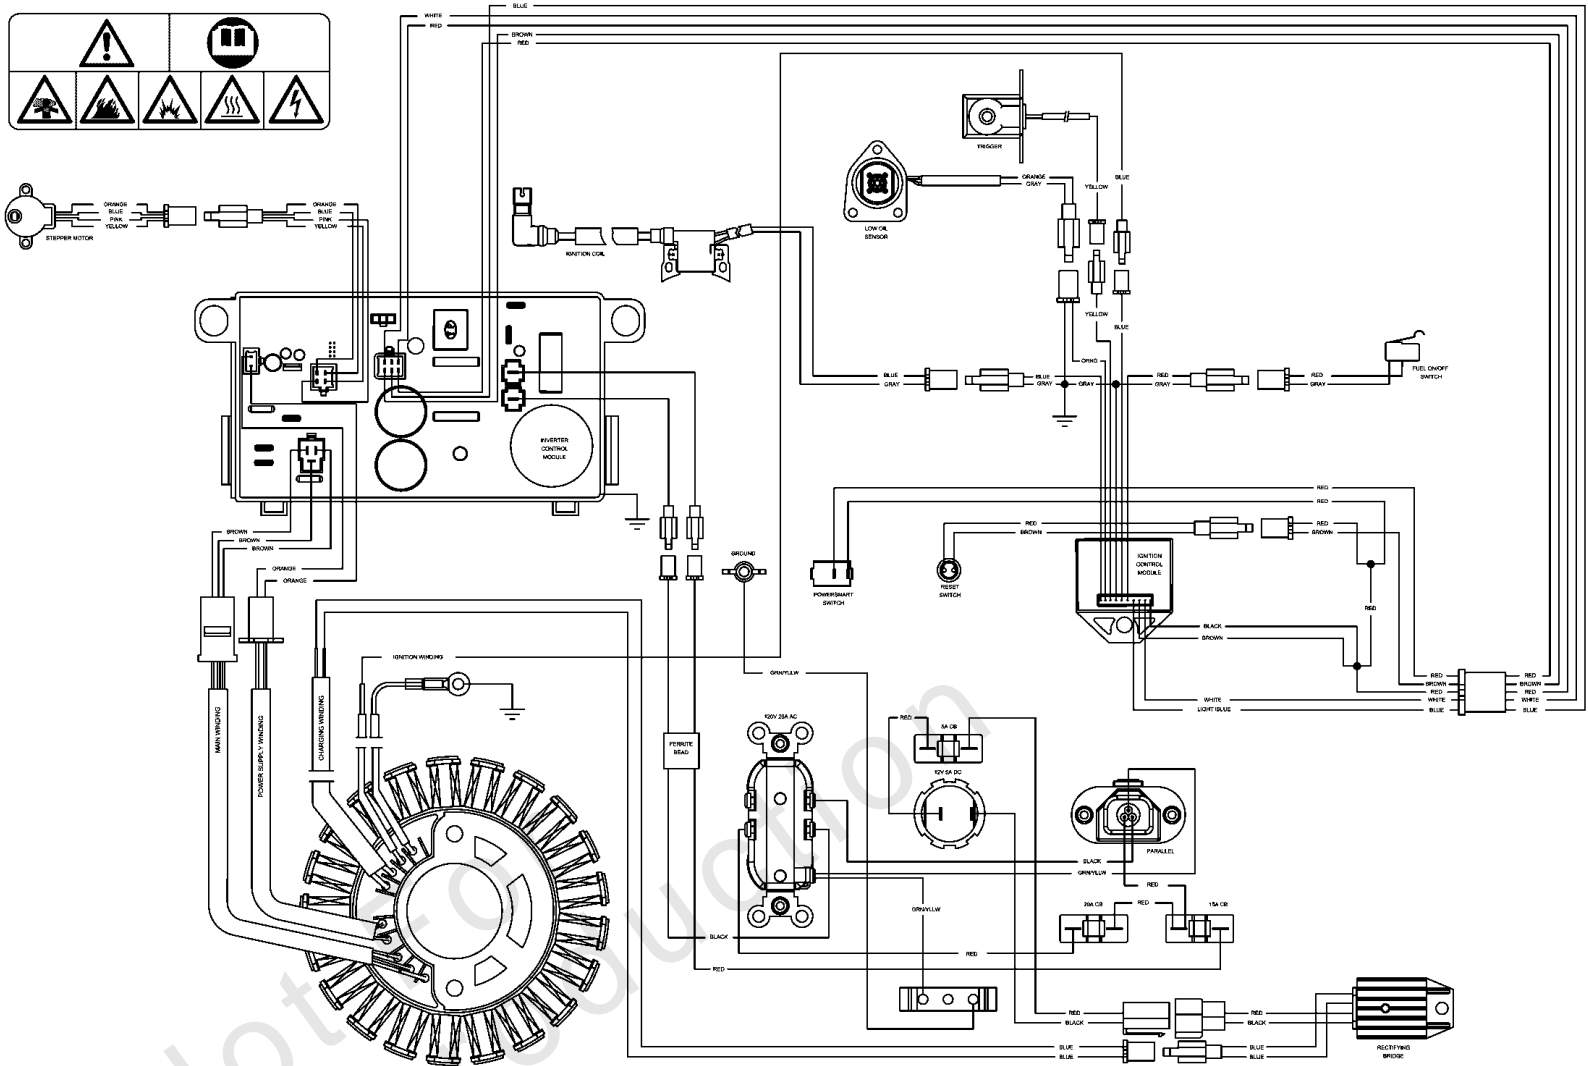 BLUE
WHITE
RED
BROWN
RED
TRIGGER
ORANGE
GRAY
YELLOW
BLUE
LOW OIL
SENSOR
ORANGE
BLUE
PINK
YELLOW
ORANGE
BLUE
PINK
YELLOW
STEPPER MOTOR
IGNITION COIL
YELLOW
BLUE
ORNG
BLUE
GRAY
BLUE
GRAY
GRAY
RED
GRAY
RED
GRAY
FUEL ON/OFF
SWITCH
INVERTER
CONTROL
MODULE
RED
RED
BROWN
BROWN
BROWN
RED
BROWN
RED
BROWN
ORANGE
ORANGE
GROUND
POWERSMART
SWITCH
RESET
SWITCH
IGNITION
CONTROL
MODULE
RED
BLACK
BROWN
IGNITION WINDING
GRN/YLLW
RED
BROWN
RED
WHITE
BLUE
RED
BROWN
RED
WHITE
BLUE
WHITE
LIGHT BLUE
MAIN WINDING
POWER SUPPLY WINDING
CHARGING WINDING
FERRITE
BEAD
120V 20A AC
RED
5A CB
12V 5A DC
PARALLEL
BLACK
GRN/YLLW
RED
GRN/YLLW
20A CB
RED
15A CB
BLACK
RED
RED
RED
BLACK
RED
BLACK
BLUE
BLUE
BLUE
BLUE
RECTIFYING
BRIDGE
Not Fo
duction